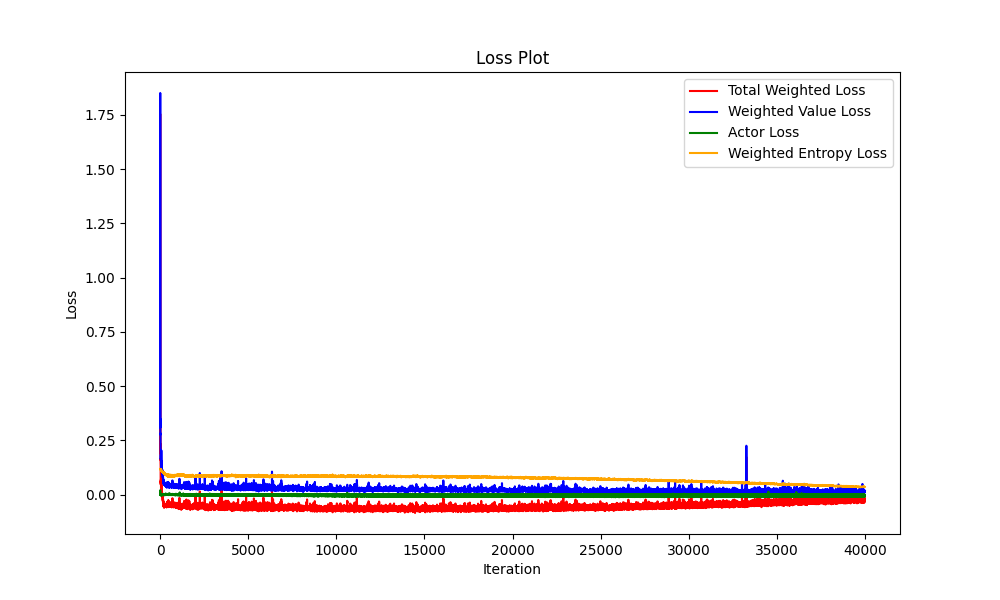 Loss Plot
Total Weighted Loss
Weighted Value Loss
Actor Loss
Weighted Entropy Loss
1.75
1.50
1.25
1.00
0.75
0.50
0.25
0.00
Loss
0 5000 10000 15000 20000 25000 30000 35000 40000
Iteration